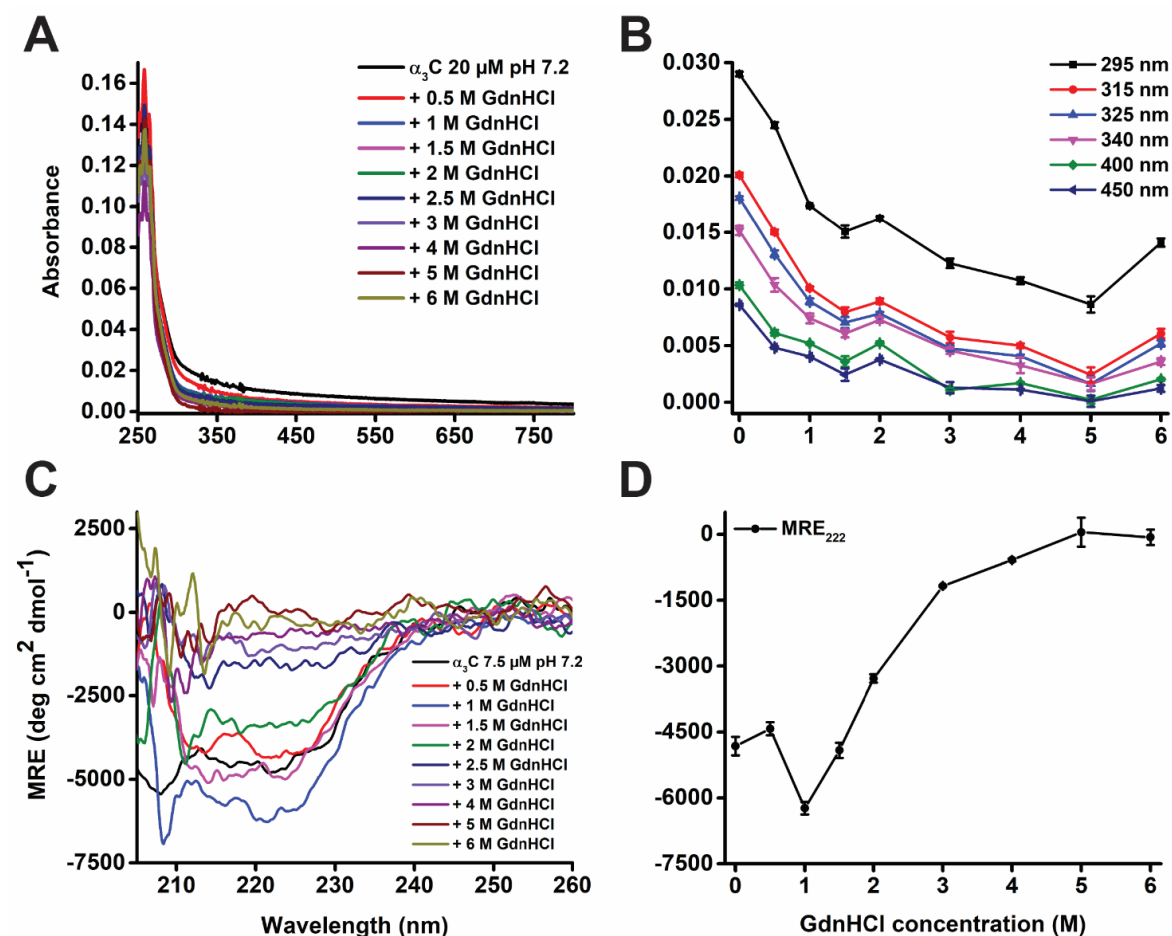 A
B
Absorbance
α₃C 20 µM pH 7.2
+ 0.5 M GdnHCl
+ 1 M GdnHCl
+ 1.5 M GdnHCl
+ 2 M GdnHCl
+ 2.5 M GdnHCl
+ 3 M GdnHCl
+ 4 M GdnHCl
+ 5 M GdnHCl
+ 6 M GdnHCl
0.16
0.14
0.12
0.10
0.08
0.06
0.04
0.02
0.00
250 350 450 550 650 750
295 nm
315 nm
325 nm
340 nm
400 nm
450 nm
0.030
0.025
0.020
0.015
0.010
0.005
0.000
0 1 2 3 4 5 6
C
D
MRE (deg cm² dmol⁻¹)
2500
0
-2500
-5000
-7500
α₃C 7.5 µM pH 7.2
+ 0.5 M GdnHCl
+ 1 M GdnHCl
+ 1.5 M GdnHCl
+ 2 M GdnHCl
+ 2.5 M GdnHCl
+ 3 M GdnHCl
+ 4 M GdnHCl
+ 5 M GdnHCl
+ 6 M GdnHCl
210 220 230 240 250 260
Wavelength (nm)
MRE₂₂₂
0
-1500
-3000
-4500
-6000
-7500
0 1 2 3 4 5 6
GdnHCl concentration (M)